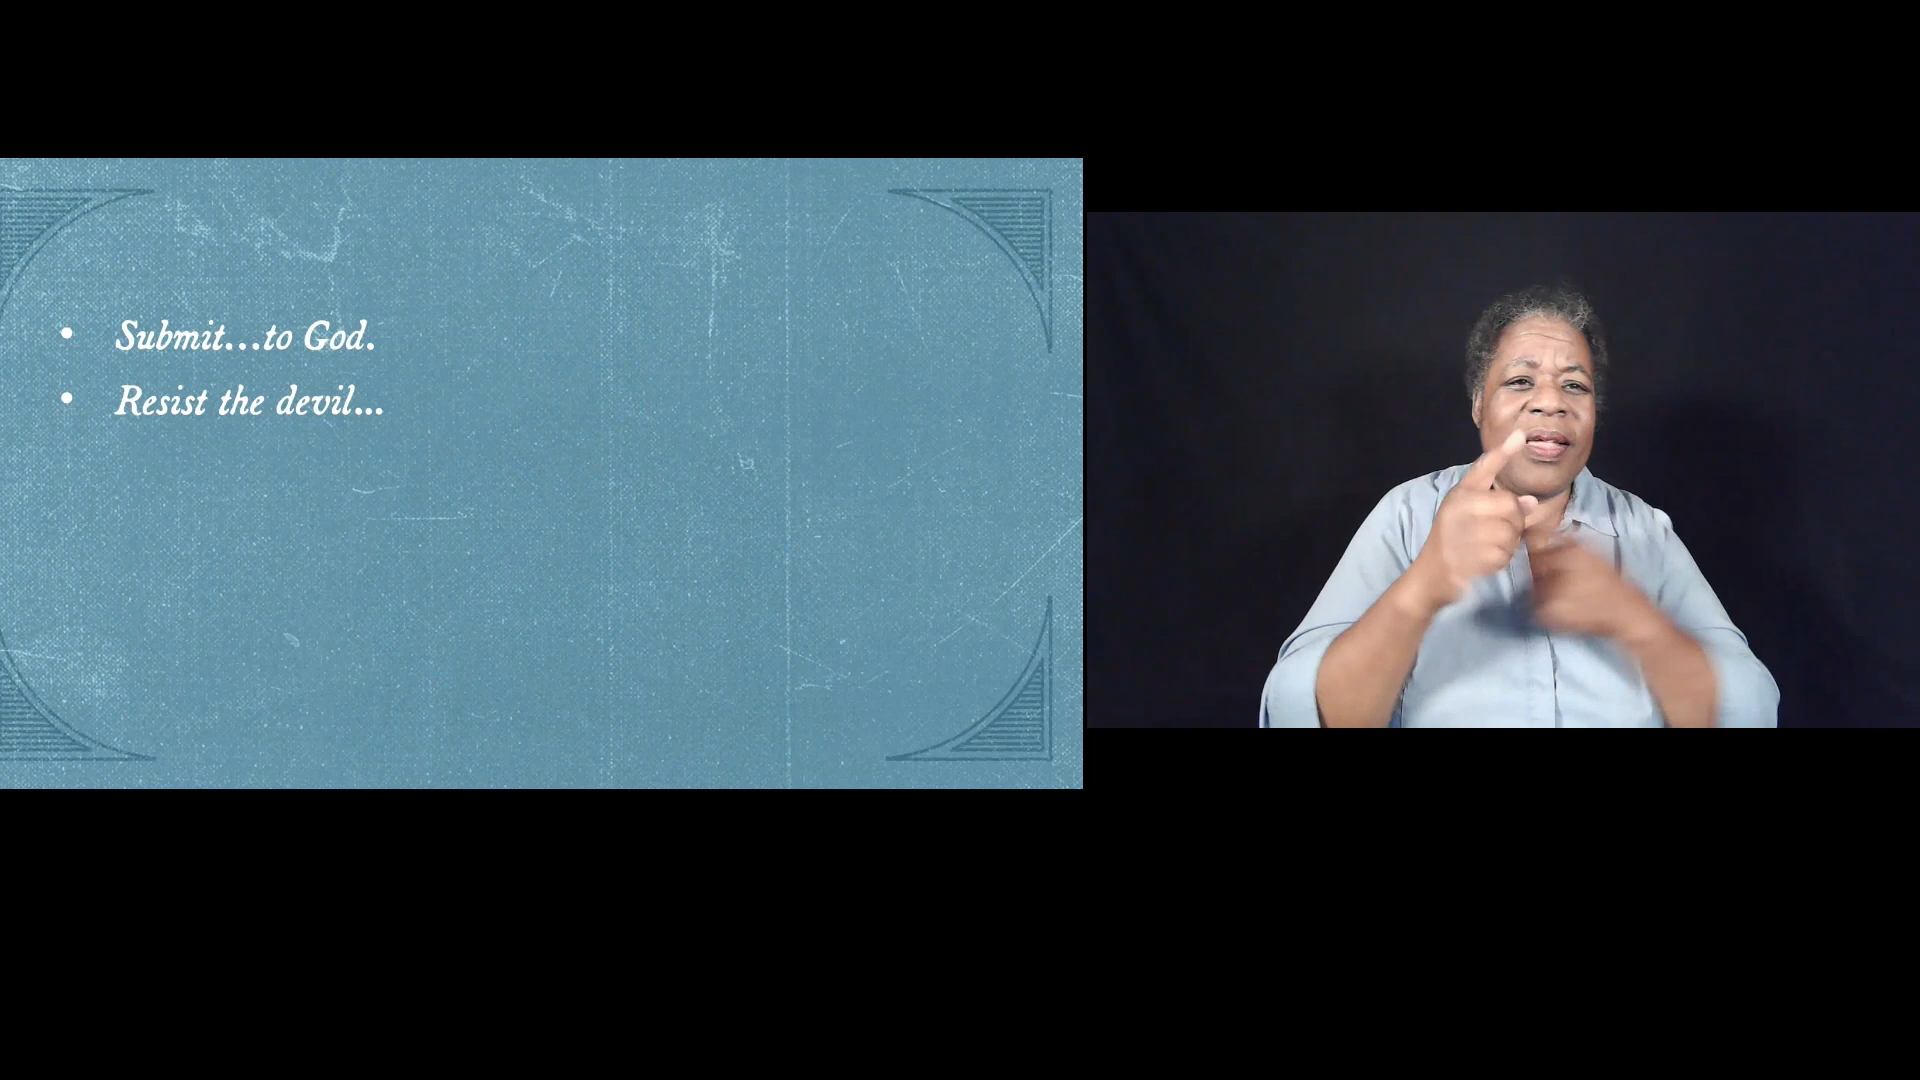 • Submit...to God.
• Resist the devil...